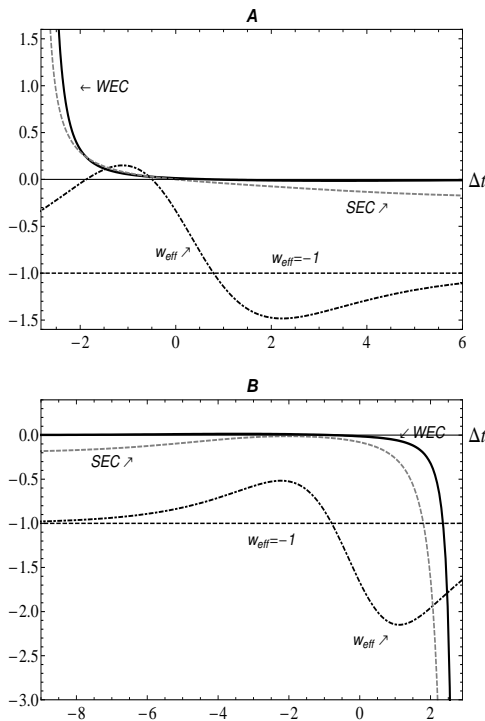 A
1.5
1.0
← WEC
0.5
0.0
Δt
SEC ↗
-0.5
w_eff ↗
w_eff=-1
-1.0
-1.5
-2 0 2 4 6
B
0.0
↙ WEC
Δt
SEC ↗
-0.5
-1.0
w_eff=-1
-1.5
-2.0
w_eff ↗
-2.5
-3.0
-8 -6 -4 -2 0 2